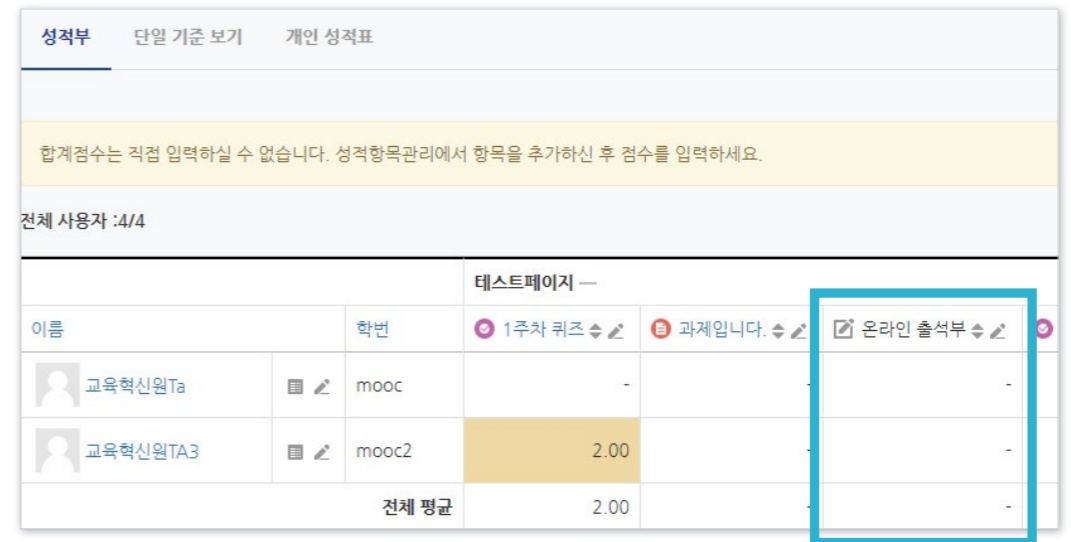 성적부 단일 기준 보기 개인 성적표
합계점수는 직접 입력하실 수 없습니다. 성적항목관리에서 항목을 추가하신 후 점수를 입력하세요.
전체 사용자 :4/4
테스트페이지 —
이름 학번 1주차 퀴즈 과제입니다. 온라인 출석부
교육혁신원Ta mooc - - -
교육혁신원TA3 mooc2 2.00 - -
전체 평균 2.00 - -